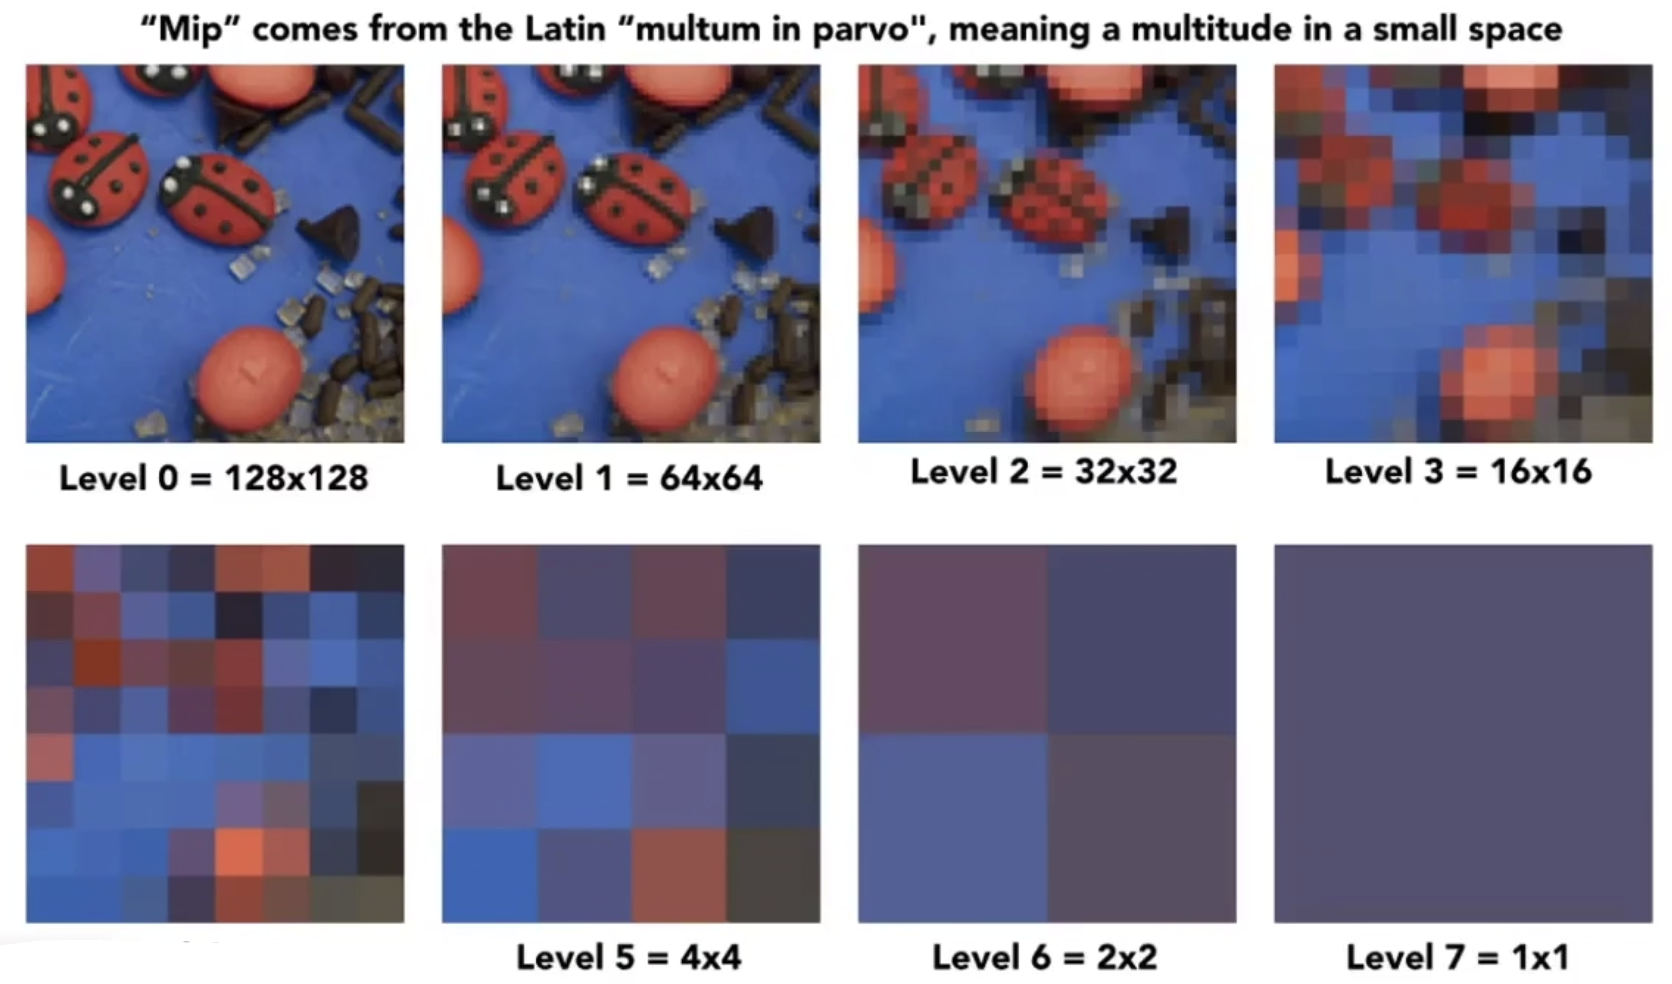 “Mip” comes from the Latin “multum in parvo", meaning a multitude in a small space
Level 0 = 128x128
Level 1 = 64x64
Level 2 = 32x32
Level 3 = 16x16
Level 5 = 4x4
Level 6 = 2x2
Level 7 = 1x1